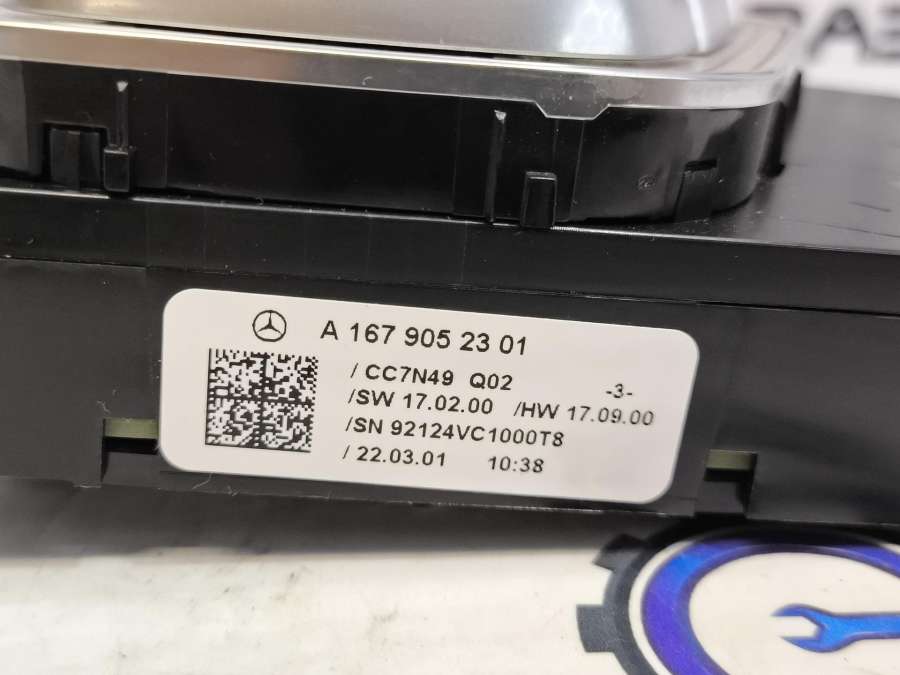 A 167 905 23 01
/ CC7N49 Q02 -3-
/SW 17.02.00 /HW 17.09.00
/SN 92124VC1000T8
/ 22.03.01 10:38